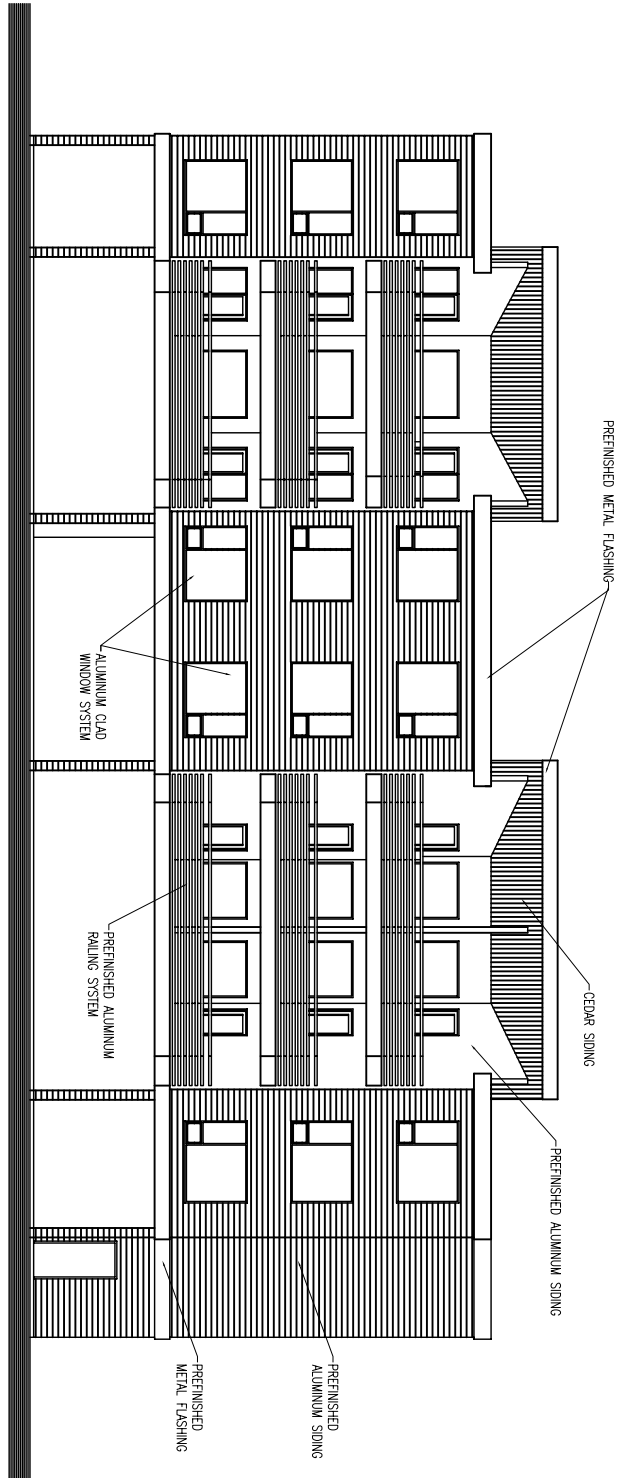 PREFINISHED METAL FLASHING
CEDAR SIDING
PREFINISHED ALUMINUM SIDING
ALUMINUM CLAD
WINDOW SYSTEM
PREFINISHED ALUMINUM
RAILING SYSTEM
PREFINISHED
ALUMINUM SIDING
PREFINISHED
METAL FLASHING